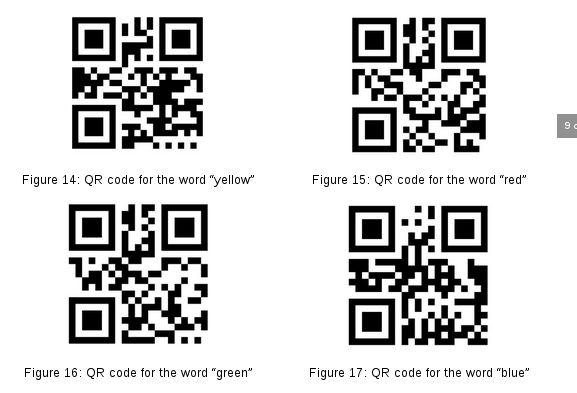 9 c
Figure 14: QR code for the word “yellow”
Figure 15: QR code for the word “red”
Figure 16: QR code for the word “green”
Figure 17: QR code for the word “blue”